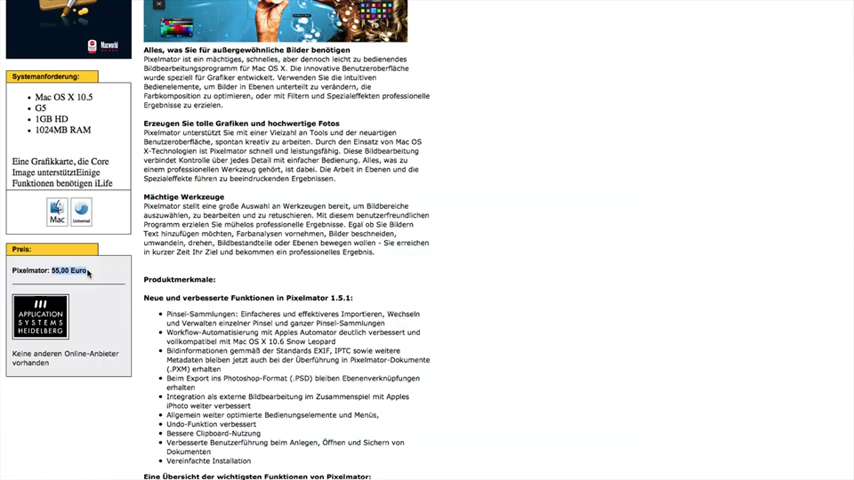 Macworld
Systemanforderung:
Mac OS X 10.5
G5
1GB HD
1024MB RAM
Eine Grafikkarte, die Core
Image unterstütztEinige
Funktionen benötigen iLife
Mac
Universal
Preis:
Pixelmator: 55,00 Euro
APPLICATION
SYSTEMS
HEIDELBERG
Keine anderen Online-Anbieter
vorhanden
Alles, was Sie für außergewöhnliche Bilder benötigen
Pixelmator ist ein mächtiges, schnelles, aber dennoch leicht zu bedienendes
Bildbearbeitungsprogramm für Mac OS X. Die innovative Benutzeroberfläche
wurde speziell für Grafiker entwickelt. Verwenden Sie die intuitiven
Bedienelemente, um Bilder in Ebenen unterteilt zu verändern, die
Farbkomposition zu optimieren, oder mit Filtern und Spezialeffekten professionelle
Ergebnisse zu erzielen.
Erzeugen Sie tolle Grafiken und hochwertige Fotos
Pixelmator unterstützt Sie mit einer Vielzahl an Tools und der neuartigen
Benutzeroberfläche, spontan kreativ zu arbeiten. Durch den Einsatz von Mac OS
X-Technologien ist Pixelmator schnell und leistungsfähig. Diese Bildbearbeitung
verbindet Kontrolle über jedes Detail mit einfacher Bedienung. Alles, was zu
einem professionellen Werkzeug gehört, ist dabei. Die Arbeit in Ebenen und die
Spezialeffekte führen zu beeindruckenden Ergebnissen.
Mächtige Werkzeuge
Pixelmator stellt eine große Auswahl an Werkzeugen bereit, um Bildbereiche
auszuwählen, zu bearbeiten und zu retuschieren. Mit diesem benutzerfreundlichen
Programm erzielen Sie mühelos professionelle Ergebnisse. Egal ob Sie Bildern
Text hinzufügen möchten, Farbanalysen vornehmen, Bilder beschneiden,
umwandeln, drehen, Bildbestandteile oder Ebenen bewegen wollen - Sie erreichen
in kurzer Zeit Ihr Ziel und bekommen ein professionelles Ergebnis.
Produktmerkmale:
Neue und verbesserte Funktionen in Pixelmator 1.5.1:
Pinsel-Sammlungen: Einfacheres und effektiveres Importieren, Wechseln
und Verwalten einzelner Pinsel und ganzer Pinsel-Sammlungen
Workflow-Automatisierung mit Apples Automator deutlich verbessert und
vollkompatibel mit Mac OS X 10.6 Snow Leopard
Bildinformationen gemäß der Standards EXIF, IPTC sowie weitere
Metadaten bleiben jetzt auch bei der Überführung in Pixelmator-Dokumente
(.PXM) erhalten
Beim Export ins Photoshop-Format (.PSD) bleiben Ebenenverknüpfungen
erhalten
Integration als externe Bildbearbeitung im Zusammenspiel mit Apples
iPhoto weiter verbessert
Allgemein weiter optimierte Bedienungselemente und Menüs,
Undo-Funktion verbessert
Bessere Clipboard-Nutzung
Verbesserte Benutzerführung beim Anlegen, Öffnen und Sichern von
Dokumenten
Vereinfachte Installation
Eine Übersicht der wichtigsten Funktionen von Pixelmator: